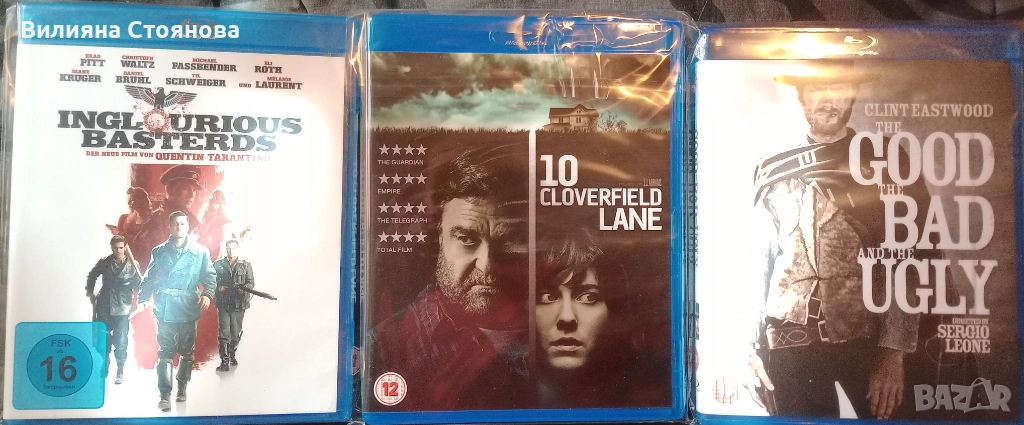 Вилияна Стоянова
BRAD PITT
CHRISTOPH WALTZ
MICHAEL FASSBENDER
ELI ROTH
DIANE KRUGER
DANIEL BRÜHL
TIL SCHWEIGER
UND
MÉLANIE LAURENT
INGLOURIOUS
BASTERDS
DER NEUE FILM VON QUENTIN TARANTINO
FSK
16
THE GUARDIAN
EMPIRE
THE TELEGRAPH
TOTAL FILM
10
CLOVERFIELD
LANE
12
CLINT EASTWOOD
THE
GOOD
THE
BAD
AND THE
UGLY
DIRECTED BY
SERGIO
LEONE
BAZAR